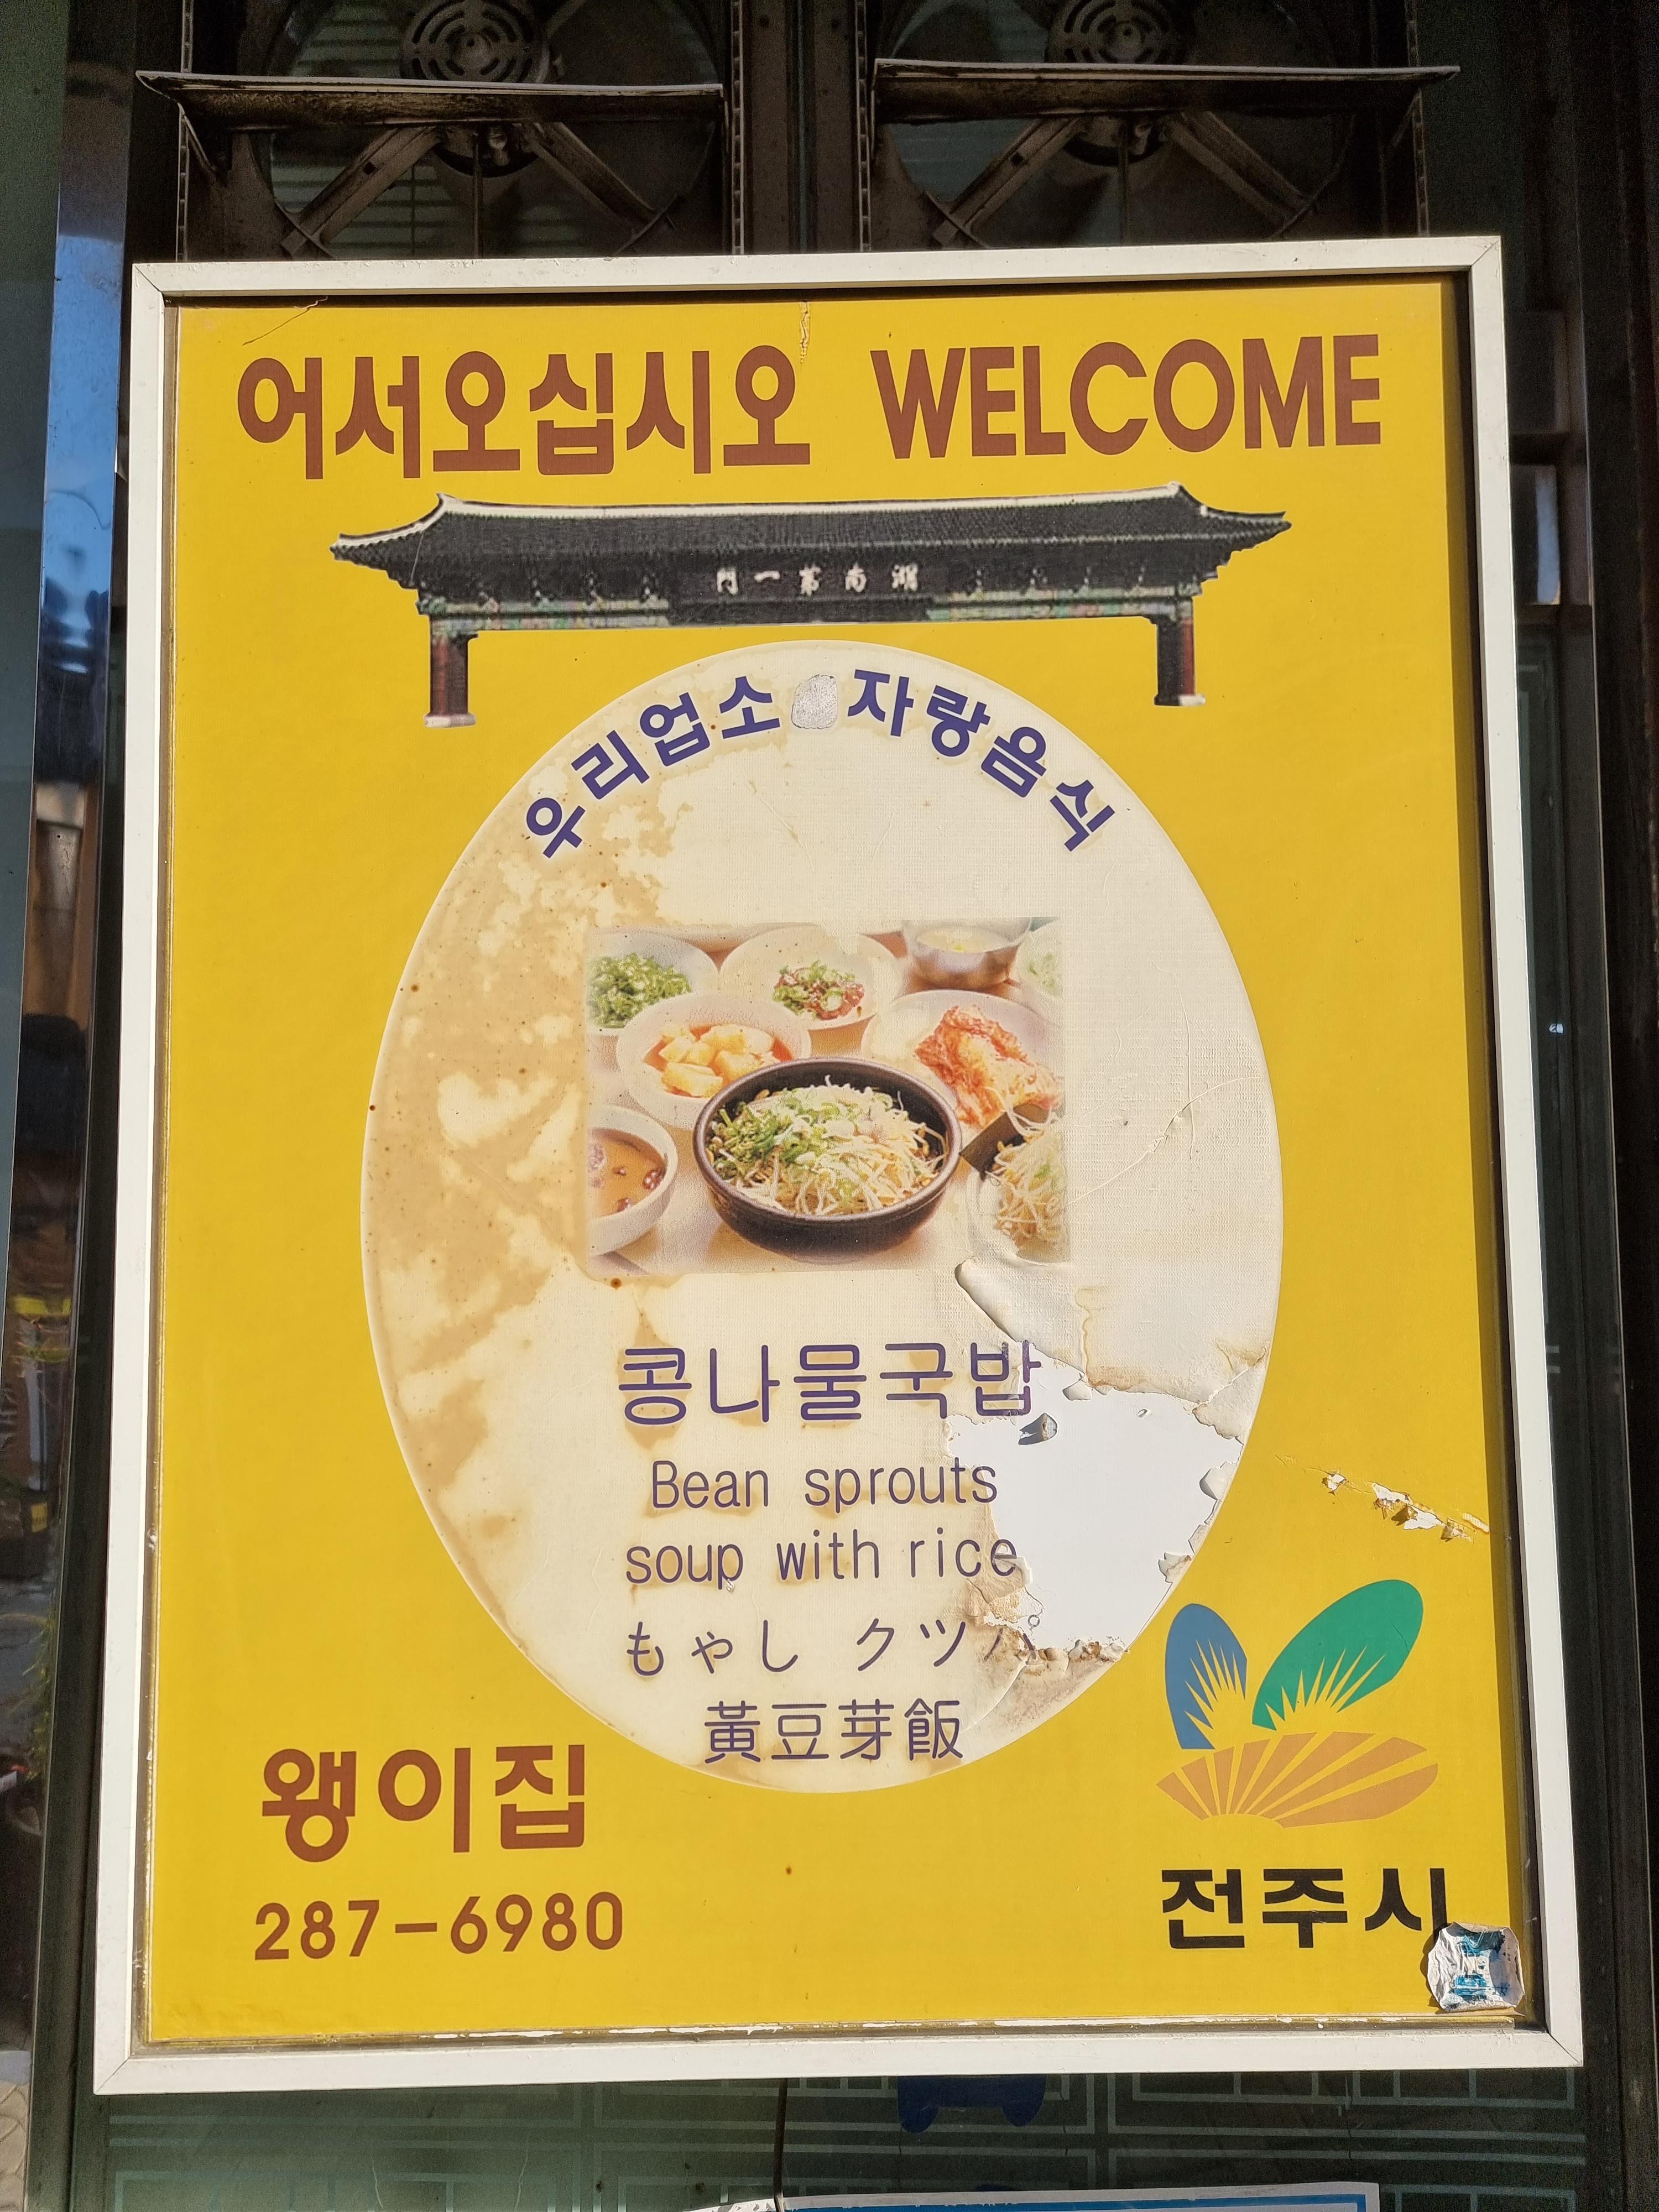 어서오십시오 WELCOME
門一第南湖
우리업소 자랑음식
콩나물국밥
Bean sprouts
soup with rice
もやし クッパ
黃豆芽飯
왱이집
287-6980
전주시